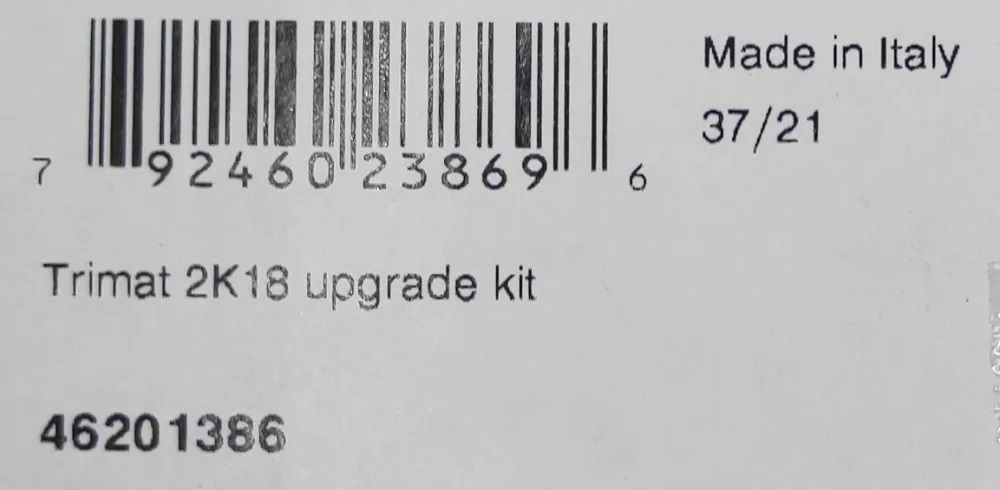 Made in Italy
37/21
7 92460 23869 6
Trimat 2K18 upgrade kit
46201386